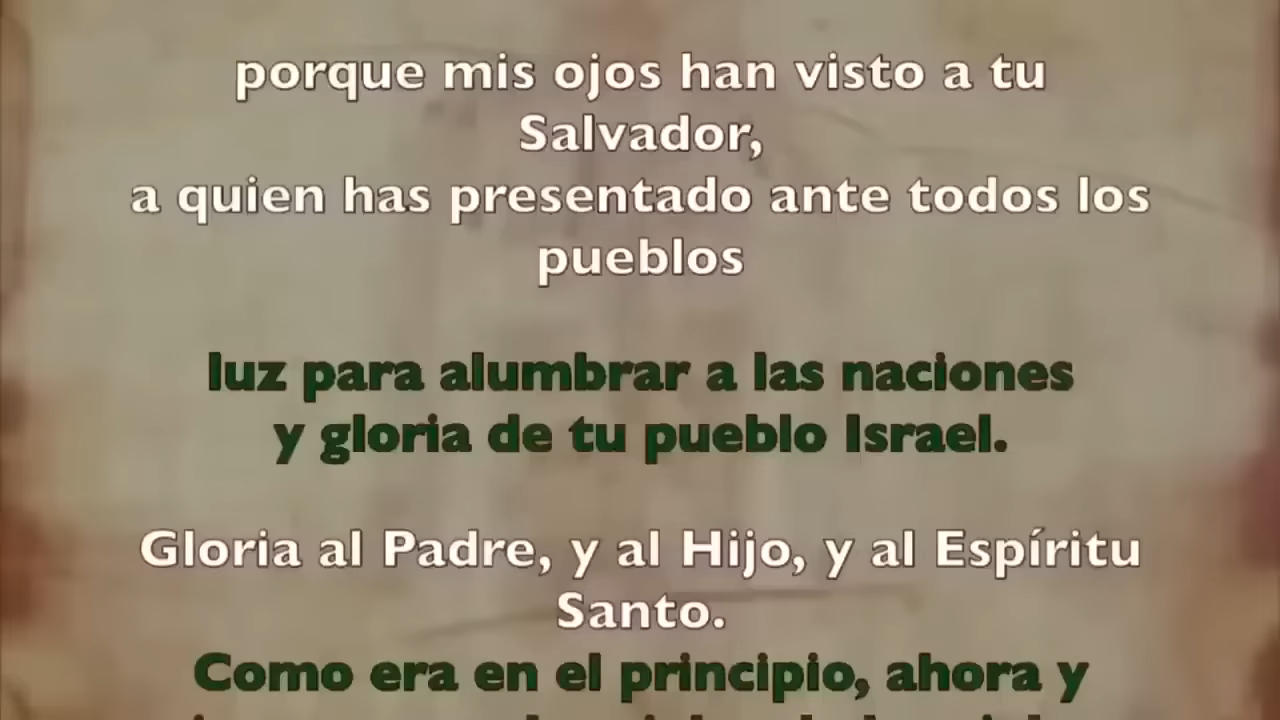 porque mis ojos han visto a tu
Salvador,
a quien has presentado ante todos los
pueblos
luz para alumbrar a las naciones
y gloria de tu pueblo Israel.
Gloria al Padre, y al Hijo, y al Espíritu
Santo.
Como era en el principio, ahora y